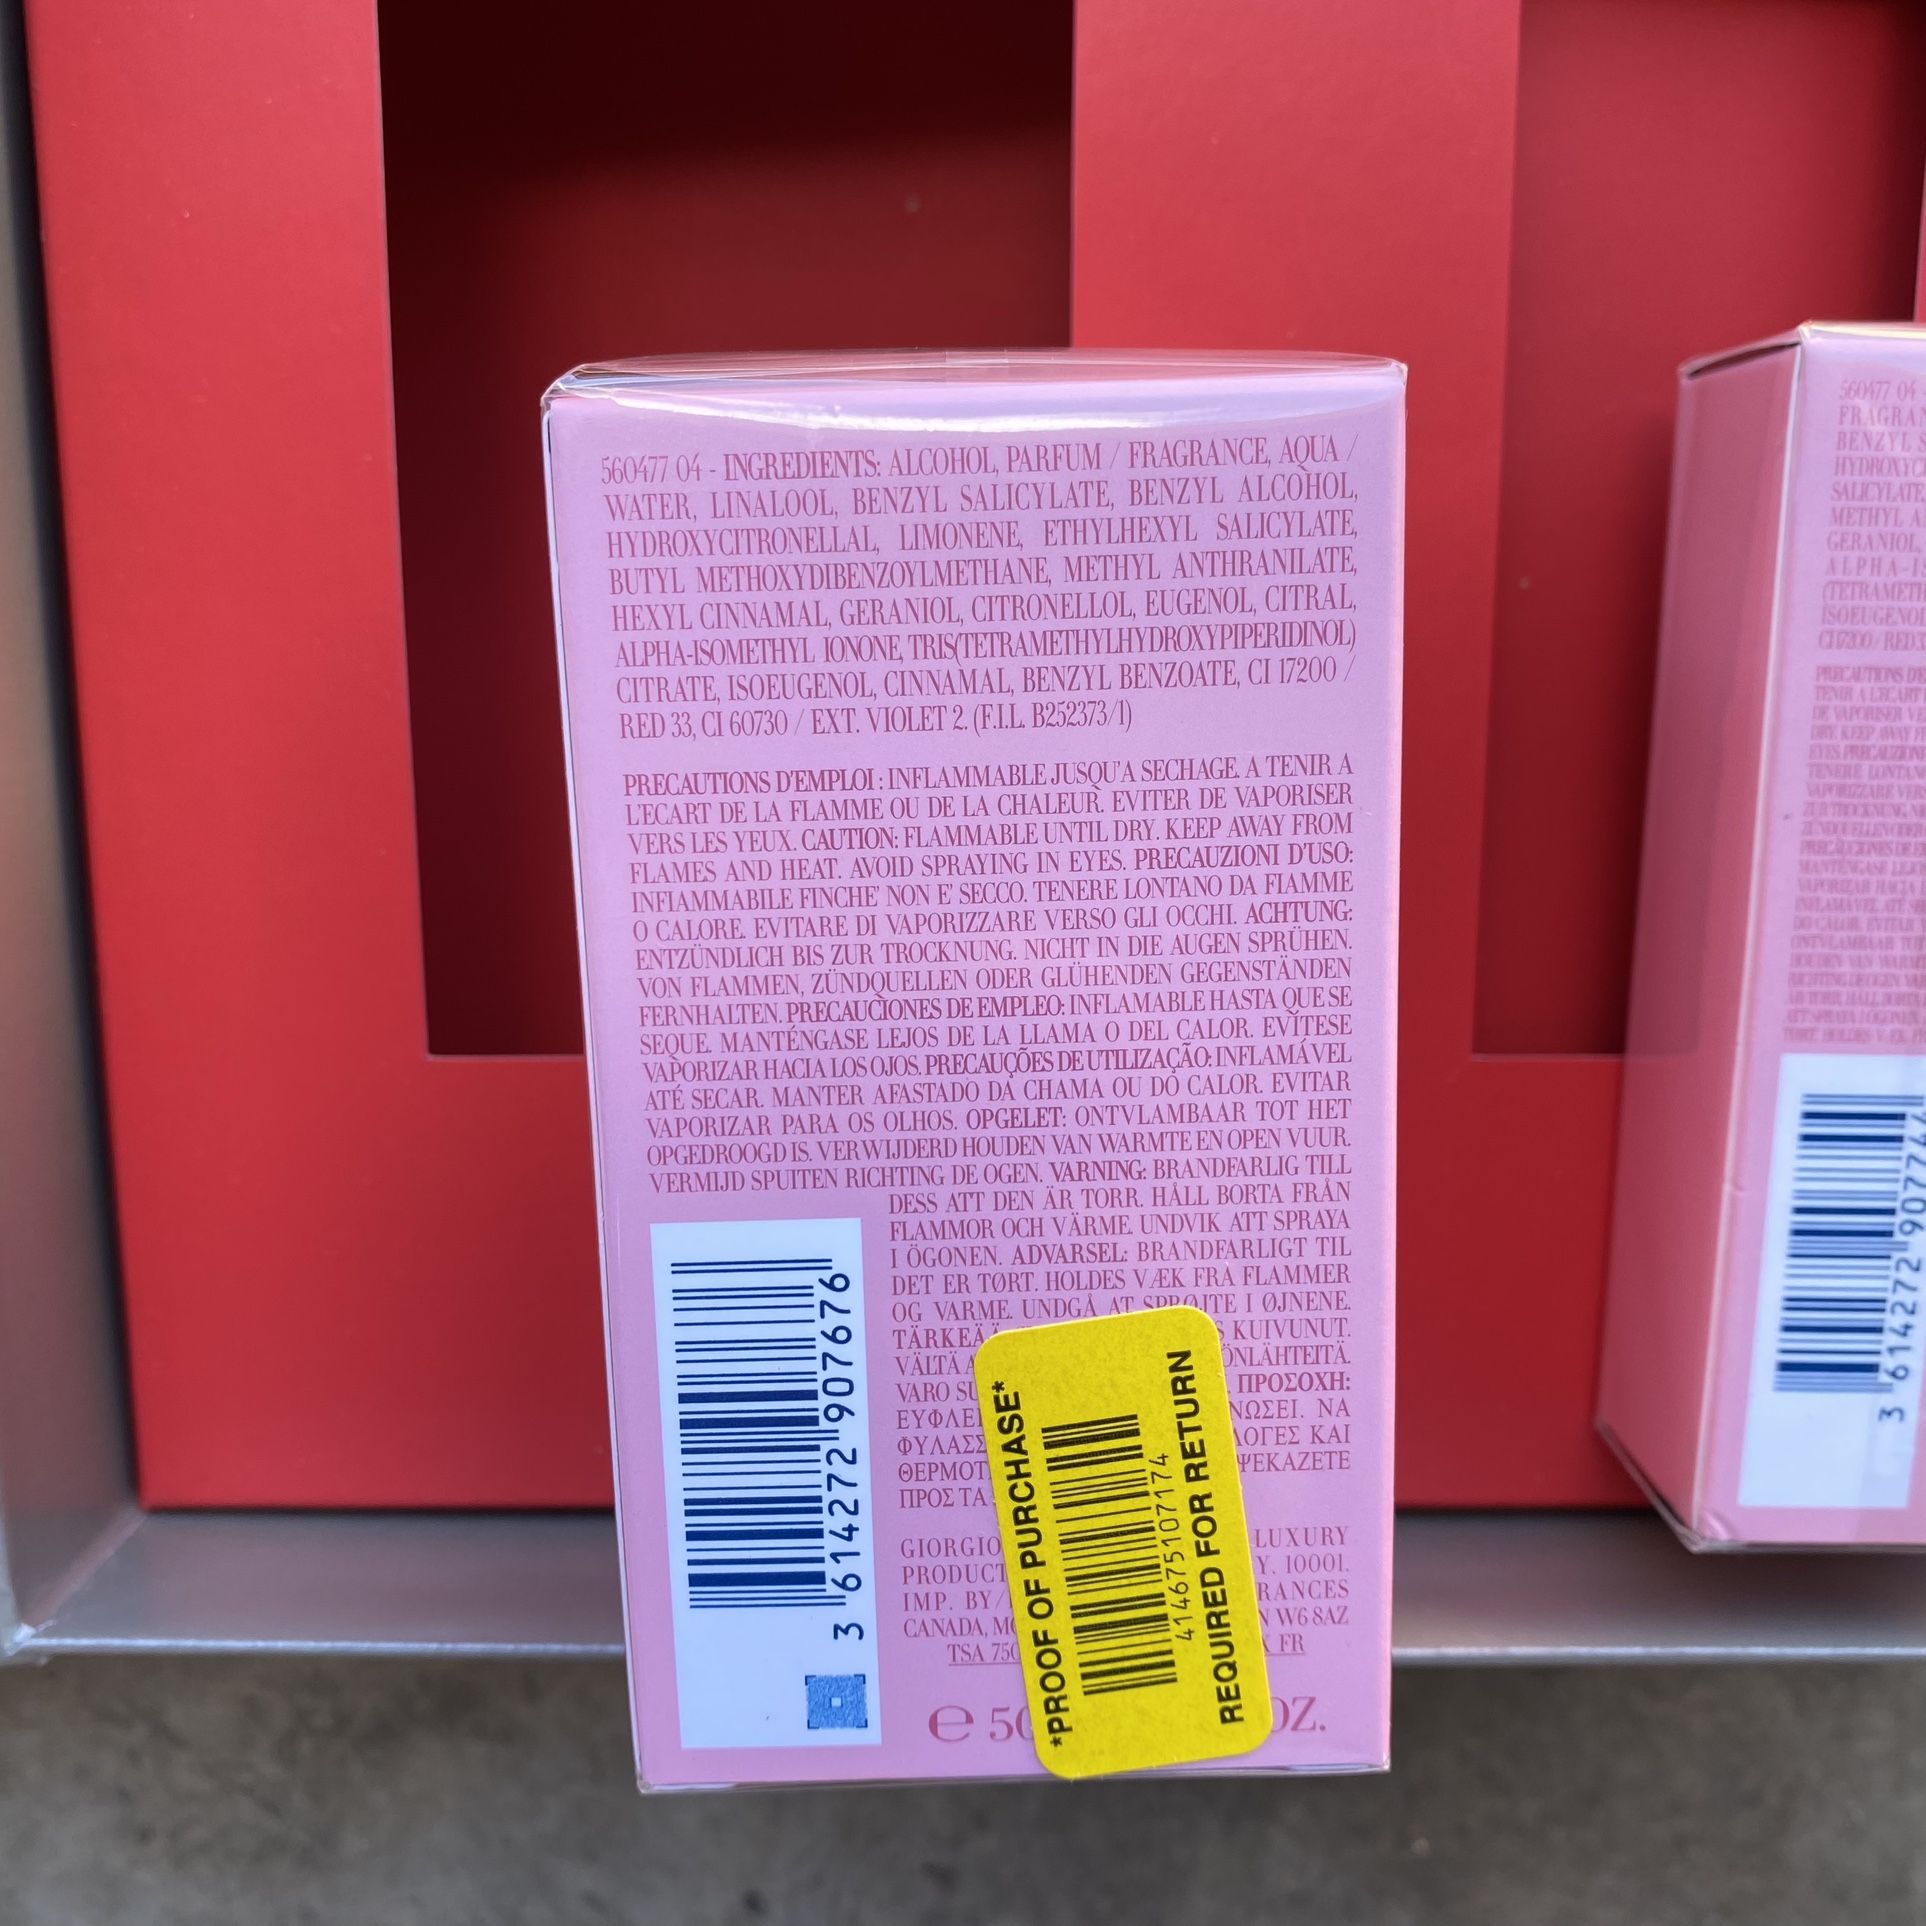 560477 04 - INGREDIENTS: ALCOHOL, PARFUM / FRAGRANCE, AQUA /
WATER, LINALOOL, BENZYL SALICYLATE, BENZYL ALCOHOL,
HYDROXYCITRONELLAL, LIMONENE, ETHYLHEXYL SALICYLATE,
BUTYL METHOXYDIBENZOYLMETHANE, METHYL ANTHRANILATE,
HEXYL CINNAMAL, GERANIOL, CITRONELLOL, EUGENOL, CITRAL,
ALPHA-ISOMETHYL IONONE, TRIS(TETRAMETHYLHYDROXYPIPERIDINOL)
CITRATE, ISOEUGENOL, CINNAMAL, BENZYL BENZOATE, CI 17200 /
RED 33, CI 60730 / EXT. VIOLET 2. (F.I.L. B252373/1)
PRECAUTIONS D'EMPLOI : INFLAMMABLE JUSQU'A SECHAGE. A TENIR A
L'ECART DE LA FLAMME OU DE LA CHALEUR. EVITER DE VAPORISER
VERS LES YEUX. CAUTION: FLAMMABLE UNTIL DRY. KEEP AWAY FROM
FLAMES AND HEAT. AVOID SPRAYING IN EYES. PRECAUZIONI D'USO:
INFIAMMABILE FINCHE' NON E' SECCO. TENERE LONTANO DA FIAMME
O CALORE. EVITARE DI VAPORIZZARE VERSO GLI OCCHI. ACHTUNG:
ENTZÜNDLICH BIS ZUR TROCKNUNG. NICHT IN DIE AUGEN SPRÜHEN.
VON FLAMMEN, ZÜNDQUELLEN ODER GLÜHENDEN GEGENSTÄNDEN
FERNHALTEN. PRECAUCIONES DE EMPLEO: INFLAMABLE HASTA QUE SE
SEQUE. MANTÉNGASE LEJOS DE LA LLAMA O DEL CALOR. EVÍTESE
VAPORIZAR HACIA LOS OJOS. PRECAUÇÕES DE UTILIZAÇÃO: INFLAMÁVEL
ATÉ SECAR. MANTER AFASTADO DA CHAMA OU DO CALOR. EVITAR
VAPORIZAR PARA OS OLHOS. OPGELET: ONTVLAMBAAR TOT HET
OPGEDROOGD IS. VERWIJDERD HOUDEN VAN WARMTE EN OPEN VUUR.
VERMIJD SPUITEN RICHTING DE OGEN. VARNING: BRANDFARLIG TILL
DESS ATT DEN ÄR TORR. HÅLL BORTA FRÅN
FLAMMOR OCH VÄRME. UNDVIK ATT SPRAYA
I ÖGONEN. ADVARSEL: BRANDFARLIGT TIL
DET ER TØRT. HOLDES VÆK FRA FLAMMER
OG VARME. UNDGÅ AT SPRØJTE I ØJNENE.
KUIVUNUT.
VARO
ΠΡΟΣΟΧΗ:
ΝΑ
ΚΑΙ
ΨΕΚΑΖΕΤΕ
ΠΡΟΣ ΤΑ
GIORGIO LUXURY
10001.
IMP. BY/
CANADA, W6 8AZ
TSA FR
℮ OZ.
3 614272 907676
*PROOF OF PURCHASE*
414675107174
REQUIRED FOR RETURN
560477 04
BENZYL
SALICYLATE
METHYL
GERANIOL,
3 614272 907744